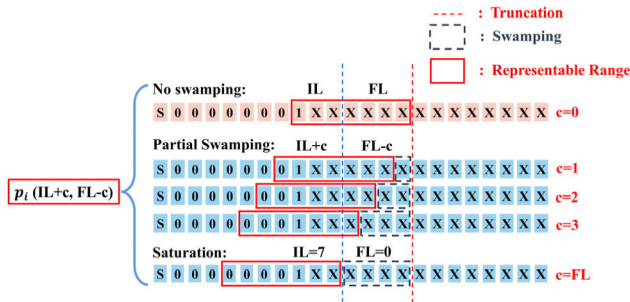 : Truncation
: Swamping
: Representable Range
No swamping: IL FL
S 0 0 0 0 0 0 0 1 X X X X X X X X X X X X X X c=0
Partial Swamping: IL+c FL-c
S 0 0 0 0 0 0 0 1 X X X X X X X X X X X X X X c=1
S 0 0 0 0 0 0 0 1 X X X X X X X X X X X X X X c=2
p_i (IL+c, FL-c)
S 0 0 0 0 0 0 0 1 X X X X X X X X X X X X X X c=3
Saturation: IL=7 FL=0
S 0 0 0 0 0 0 0 1 X X X X X X X X X X X X X X c=FL